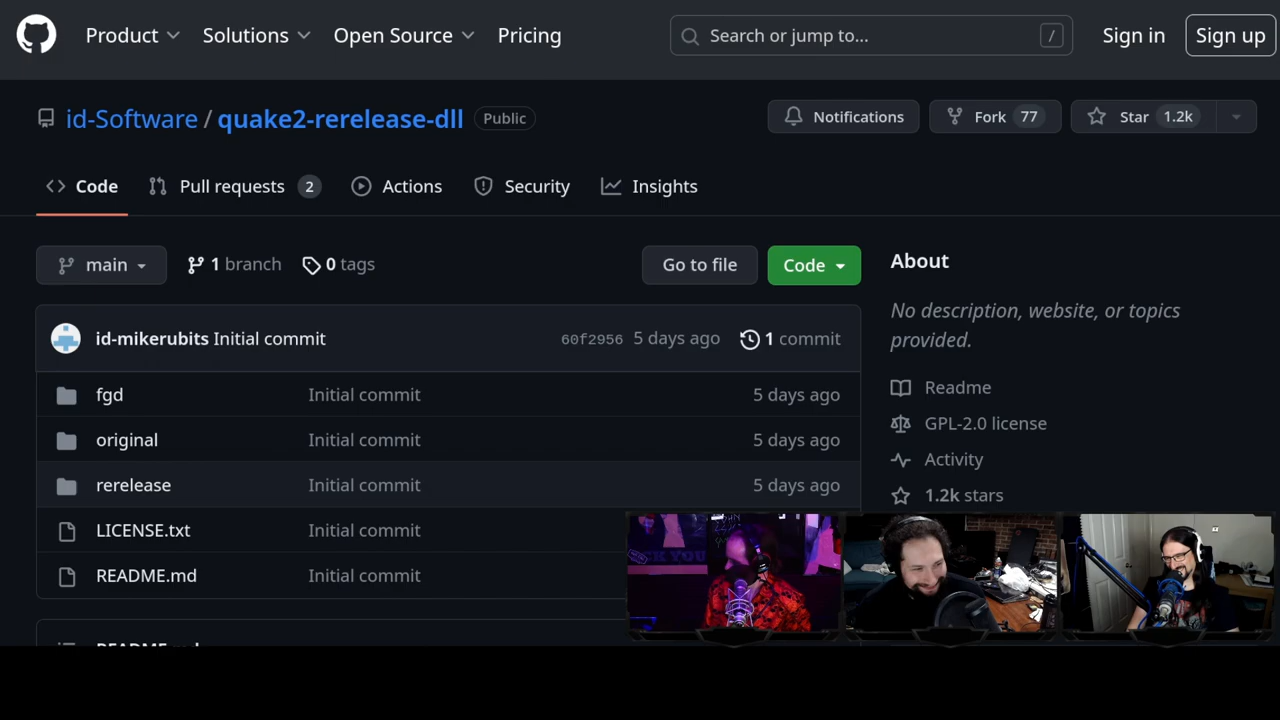 Product Solutions Open Source Pricing Search or jump to... / Sign in Sign up
id-Software / quake2-rerelease-dll Public Notifications Fork 77 Star 1.2k
Code Pull requests 2 Actions Security Insights
main 1 branch 0 tags Go to file Code
About
No description, website, or topics
provided.
id-mikerubits Initial commit 60f2956 5 days ago 1 commit
fgd Initial commit 5 days ago
original Initial commit 5 days ago
rerelease Initial commit 5 days ago
LICENSE.txt Initial commit
README.md Initial commit
README.md
Readme
GPL-2.0 license
Activity
1.2k stars